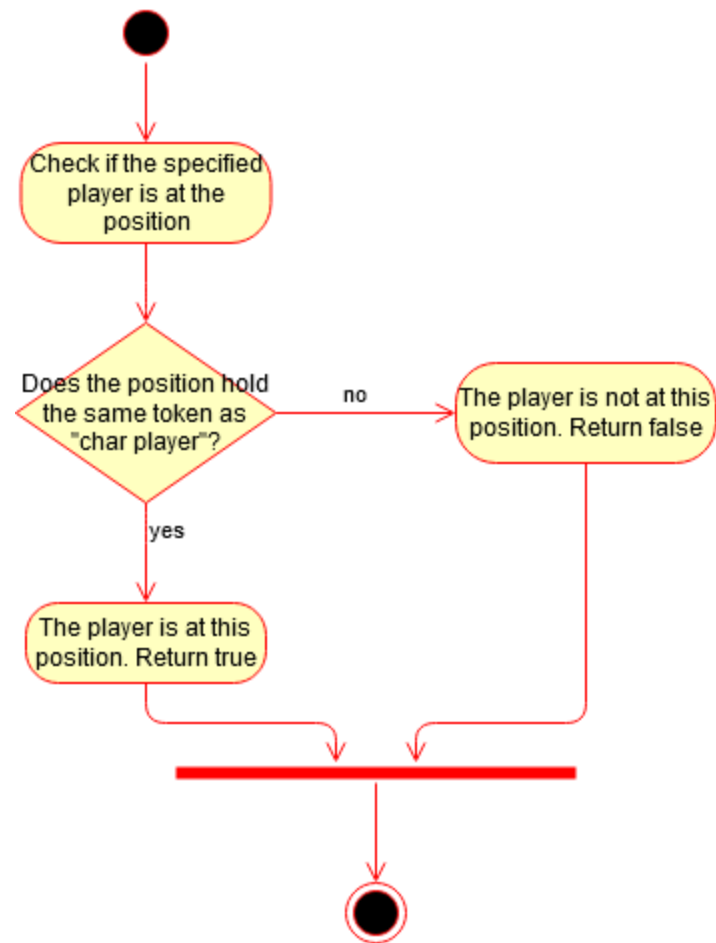 Check if the specified
player is at the
position
Does the position hold
the same token as
"char player"?
no
The player is not at this
position. Return false
yes
The player is at this
position. Return true